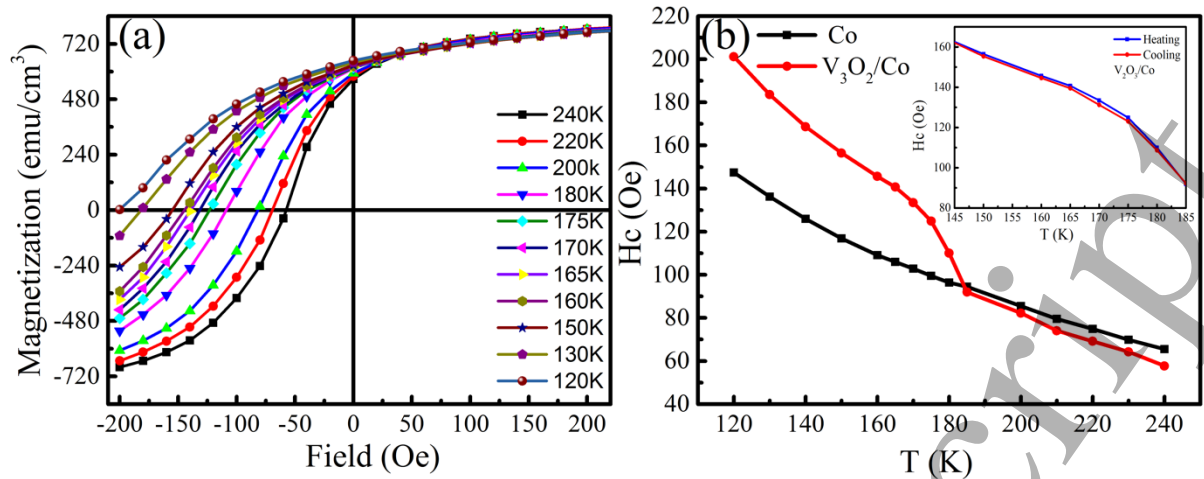 (a)
Magnetization (emu/cm³)
720
480
240
0
-240
-480
-720
-200 -150 -100 -50 0 50 100 150 200
Field (Oe)
240K
220K
200k
180K
175K
170K
165K
160K
150K
130K
120K
(b)
Co
V₃O₂/Co
Hc (Oe)
220
200
180
160
140
120
100
80
60
40
120 140 160 180 200 220 240
T (K)
Heating
Cooling
V₂O₃/Co
Hc (Oe)
160
140
120
100
80
145 150 155 160 165 170 175 180 185
T (K)
cript